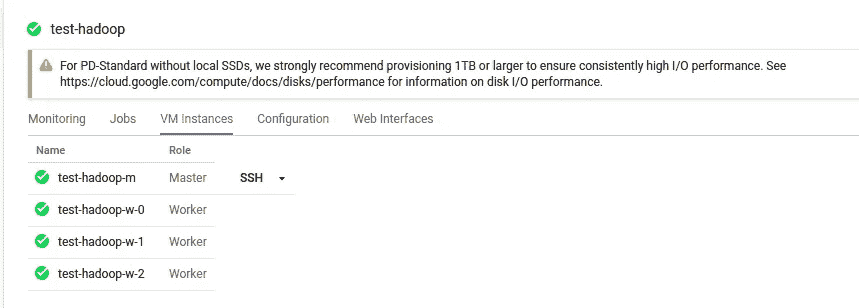 test-hadoop
For PD-Standard without local SSDs, we strongly recommend provisioning 1TB or larger to ensure consistently high I/O performance. See
https://cloud.google.com/compute/docs/disks/performance for information on disk I/O performance.
Monitoring Jobs VM Instances Configuration Web Interfaces
Name Role
test-hadoop-m Master SSH
test-hadoop-w-0 Worker
test-hadoop-w-1 Worker
test-hadoop-w-2 Worker